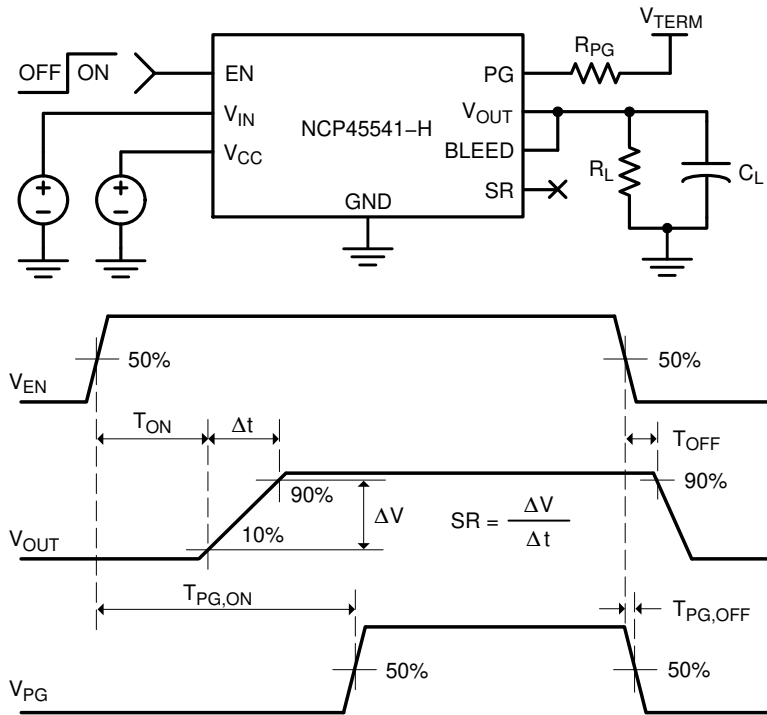 V_TERM
R_PG
OFF ON
EN
PG
V_IN
V_OUT
NCP45541−H
V_CC
BLEED
R_L
C_L
SR
GND
+
−
+
−
50%
50%
V_EN
T_ON
Δt
T_OFF
90%
90%
ΔV
SR = ΔV / Δt
10%
V_OUT
T_PG,ON
T_PG,OFF
50%
50%
V_PG